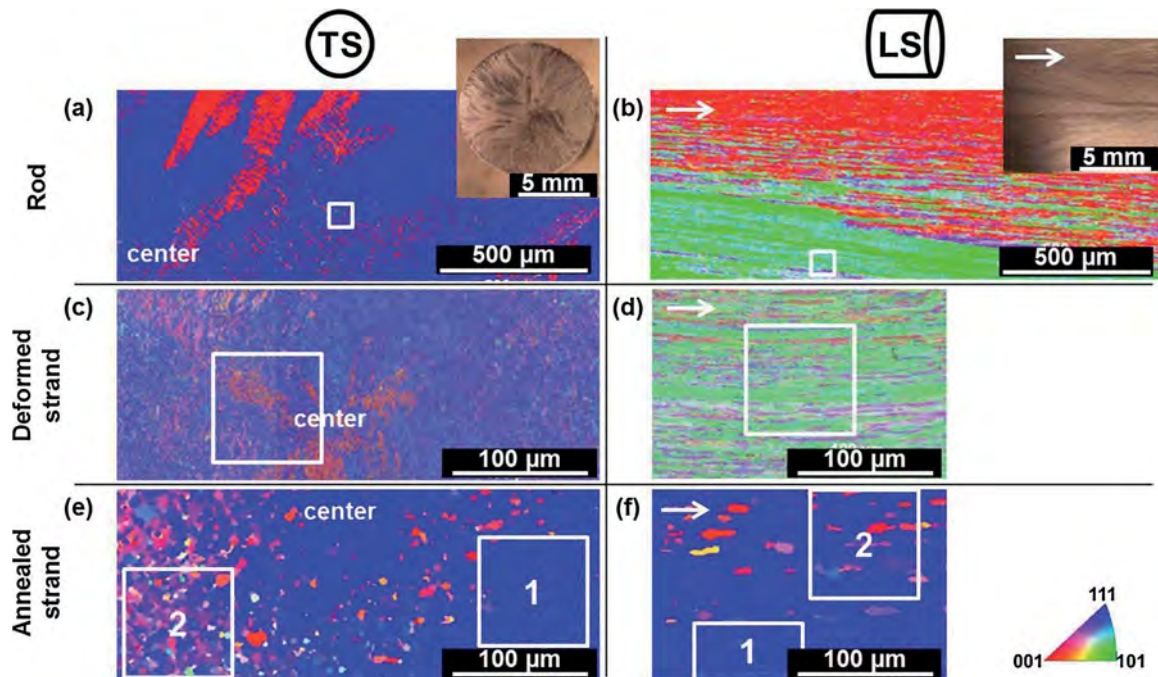 TS
LS
(a)
(b)
Rod
center
5 mm
500 µm
5 mm
500 µm
(c)
(d)
Deformed
strand
center
100 µm
100 µm
(e)
(f)
Annealed
strand
center
2
1
100 µm
2
1
100 µm
111
001
101